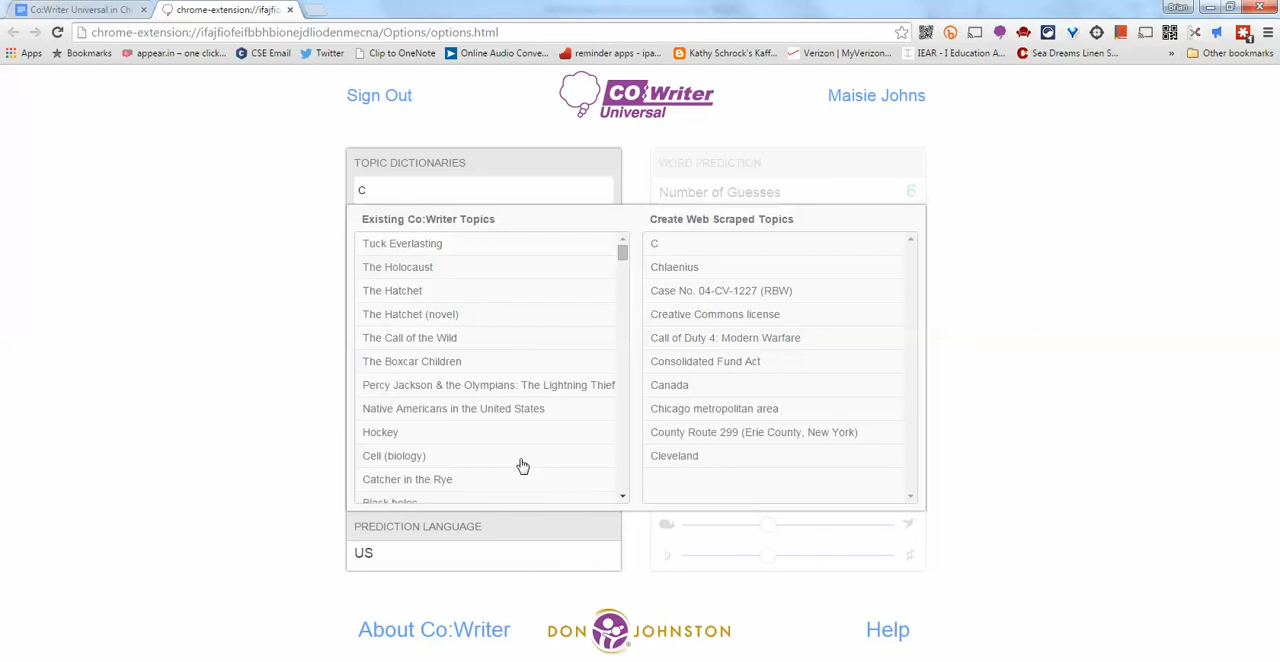 Co:Writer Universal in Ch
chrome-extension://ifajfio
Brian
chrome-extension://ifajfiofeifbbhbionejdliodenmecna/Options/options.html
Apps
Bookmarks
appear.in – one click...
CSE Email
Twitter
Clip to OneNote
Online Audio Conve...
reminder apps - ipa...
Kathy Schrock's Kaff...
Verizon | MyVerizon...
IEAR - I Education A...
Sea Dreams Linen S...
»
Other bookmarks
Sign Out
CO:Writer
Universal
Maisie Johns
TOPIC DICTIONARIES
C
WORD PREDICTION
Number of Guesses
6
Existing Co:Writer Topics
Tuck Everlasting
The Holocaust
The Hatchet
The Hatchet (novel)
The Call of the Wild
The Boxcar Children
Percy Jackson & the Olympians: The Lightning Thief
Native Americans in the United States
Hockey
Cell (biology)
Catcher in the Rye
Black holes
Create Web Scraped Topics
C
Chlaenius
Case No. 04-CV-1227 (RBW)
Creative Commons license
Call of Duty 4: Modern Warfare
Consolidated Fund Act
Canada
Chicago metropolitan area
County Route 299 (Erie County, New York)
Cleveland
PREDICTION LANGUAGE
US
About Co:Writer
DON JOHNSTON
Help